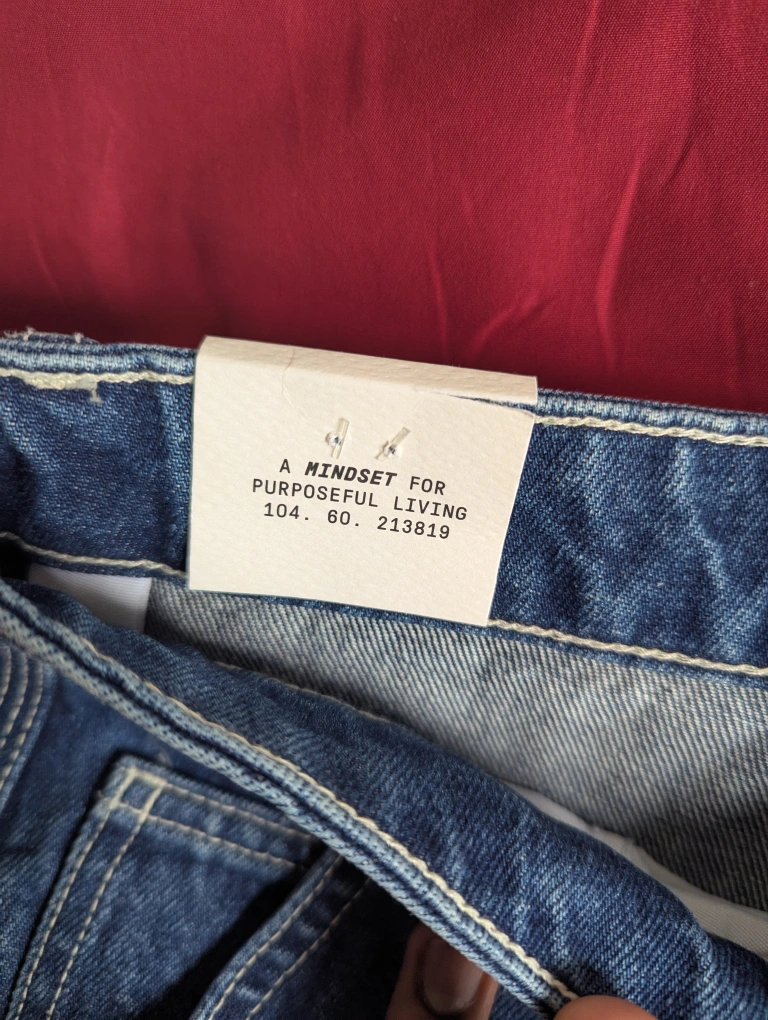 A MINDSET FOR
PURPOSEFUL LIVING
104. 60. 213819